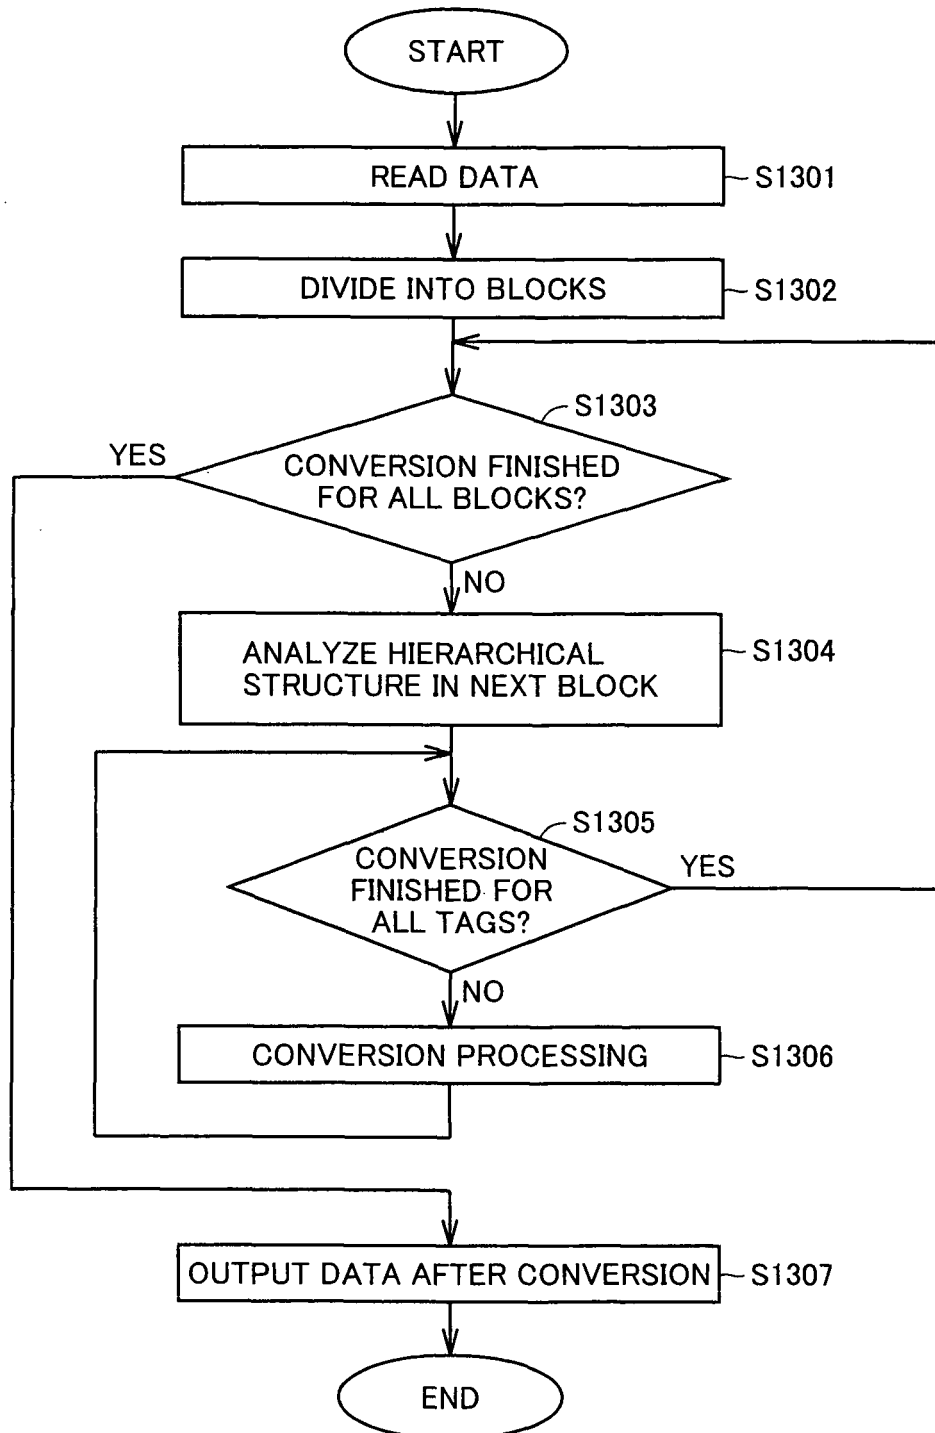 START
READ DATA
S1301
DIVIDE INTO BLOCKS
S1302
S1303
YES
CONVERSION FINISHED
FOR ALL BLOCKS?
NO
ANALYZE HIERARCHICAL
STRUCTURE IN NEXT BLOCK
S1304
S1305
CONVERSION
FINISHED FOR
ALL TAGS?
YES
NO
CONVERSION PROCESSING
S1306
OUTPUT DATA AFTER CONVERSION
S1307
END